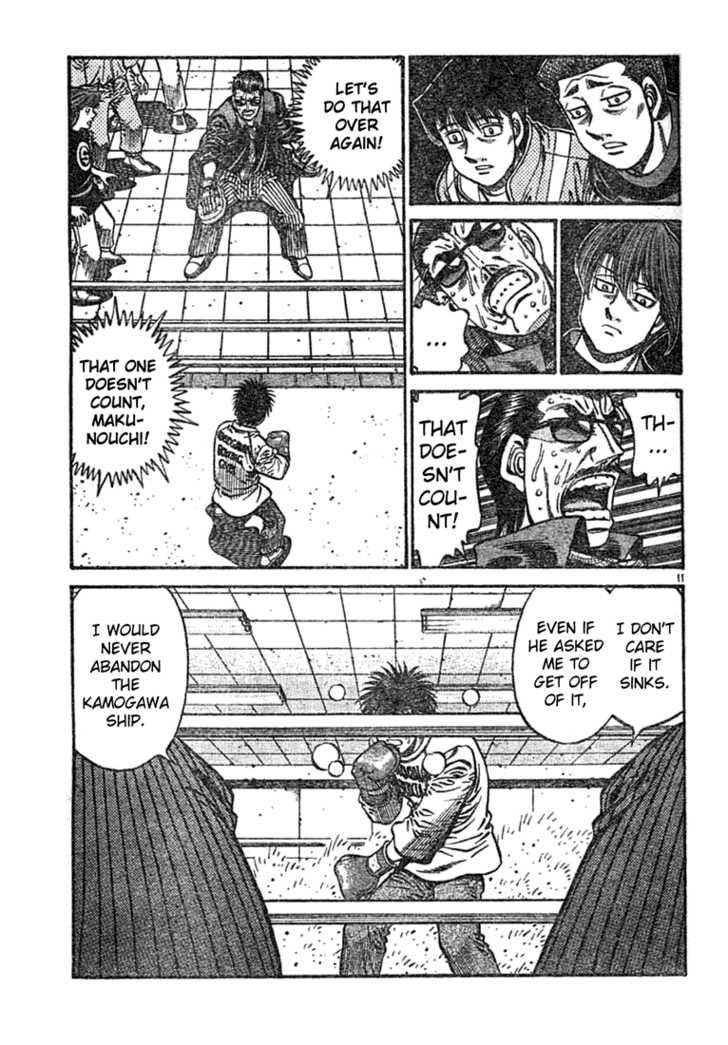 ...
TH-
...
THAT
DOE-
SN'T
COU-
NT!
LET'S
DO THAT
OVER
AGAIN!
THAT ONE
DOESN'T
COUNT,
MAKU-
NOUCHI!
11
I DON'T
CARE
IF IT
SINKS.
EVEN IF
HE ASKED
ME TO
GET OFF
OF IT,
I WOULD
NEVER
ABANDON
THE
KAMOGAWA
SHIP.